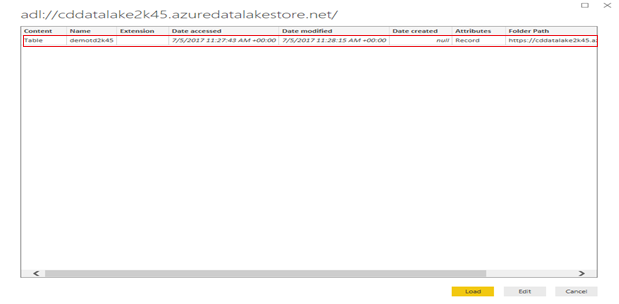 adl://cddatalake2k45.azuredatalakestore.net/
Content Name Extension Date accessed Date modified Date created Attributes Folder Path
Table demotd2k45 7/5/2017 11:27:43 AM +00:00 7/5/2017 11:28:15 AM +00:00 null Record https://cddatalake2k45.a
Load Edit Cancel